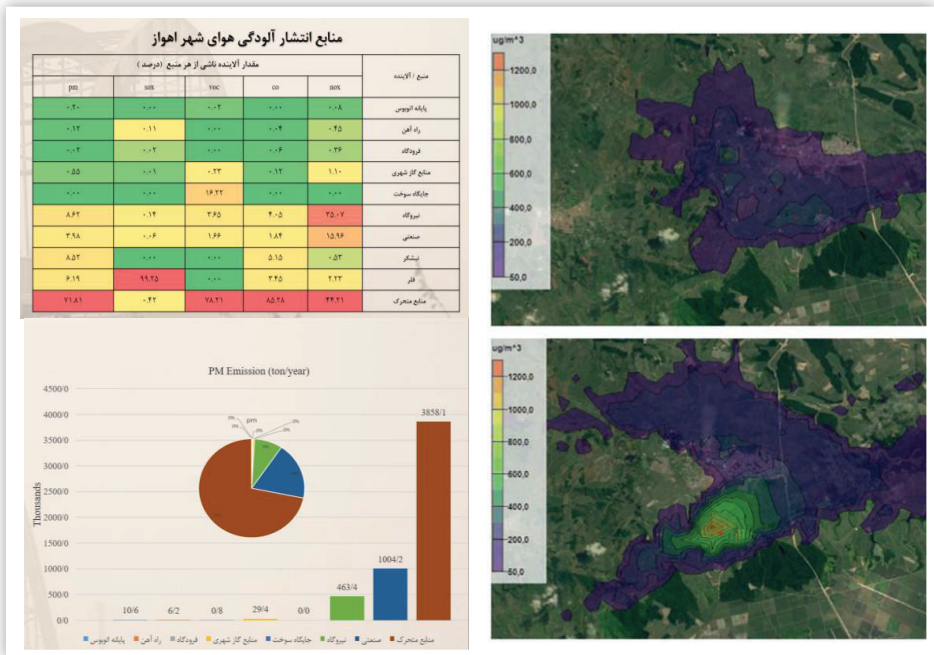 منابع انتشار آلودگی هوای شهر اهواز
منبع / آلاینده
مقدار آلاینده ناشی از هر منبع (درصد)
nox co voc sox pm
پایانه اتوبوس ۰.۰۸ ۰.۰۰ ۰.۰۲ ۰.۰۰ ۰.۲۰
راه آهن ۰.۴۵ ۰.۰۴ ۰.۰۰ ۰.۱۱ ۰.۱۲
فرودگاه ۰.۳۶ ۰.۰۶ ۰.۰۰ ۰.۰۲ ۰.۰۲
منابع گاز شهری ۱.۱۰ ۰.۱۲ ۰.۲۳ ۰.۰۱ ۰.۵۵
جایگاه سوخت ۰.۰۰ ۰.۰۰ ۱۶.۲۲ ۰.۰۰ ۰.۰۰
نیروگاه ۳۵.۰۷ ۴.۰۵ ۳.۶۵ ۰.۱۴ ۸.۶۲
صنعتی ۱۵.۹۶ ۱.۸۴ ۱.۶۶ ۰.۰۶ ۳.۹۸
نیشکر ۰.۵۳ ۵.۱۵ ۰.۰۰ ۰.۰۰ ۸.۵۲
فلر ۲.۲۳ ۳.۴۵ ۰.۰۰ ۹۹.۲۵ ۶.۱۹
منابع متحرک ۴۴.۲۱ ۸۵.۲۸ ۷۸.۲۱ ۰.۴۲ ۷۱.۸۱
PM Emission (ton/year)
Thousands
4500/0
4000/0
3500/0
3000/0
2500/0
2000/0
1500/0
1000/0
500/0
0/0
pm
0%
0%
0%
0%
0%
10/6 6/2 0/8 29/4 0/0 463/4 1004/2 3858/1
پایانه اتوبوس راه آهن فرودگاه منابع گاز شهری جایگاه سوخت نیروگاه صنعتی منابع متحرک
ug/m^3
1200,0
1000,0
800,0
600,0
400,0
200,0
50,0
ug/m^3
1200,0
1000,0
800,0
600,0
400,0
200,0
50,0